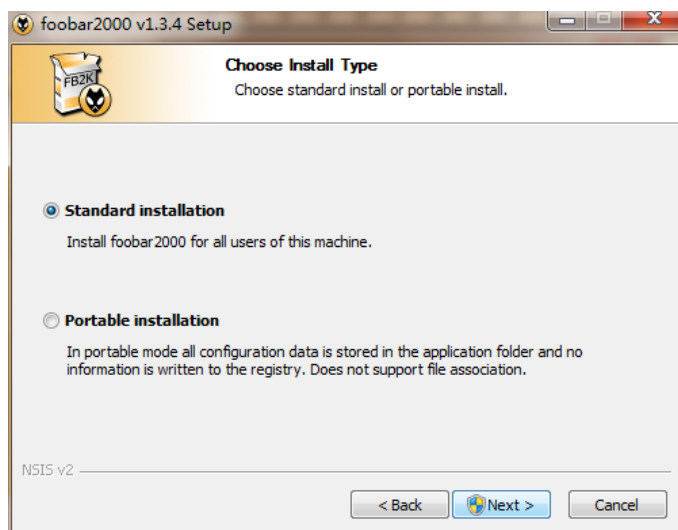 foobar2000 v1.3.4 Setup
FB2K
Choose Install Type
Choose standard install or portable install.
Standard installation
Install foobar2000 for all users of this machine.
Portable installation
In portable mode all configuration data is stored in the application folder and no
information is written to the registry. Does not support file association.
NSIS v2
< Back Next > Cancel